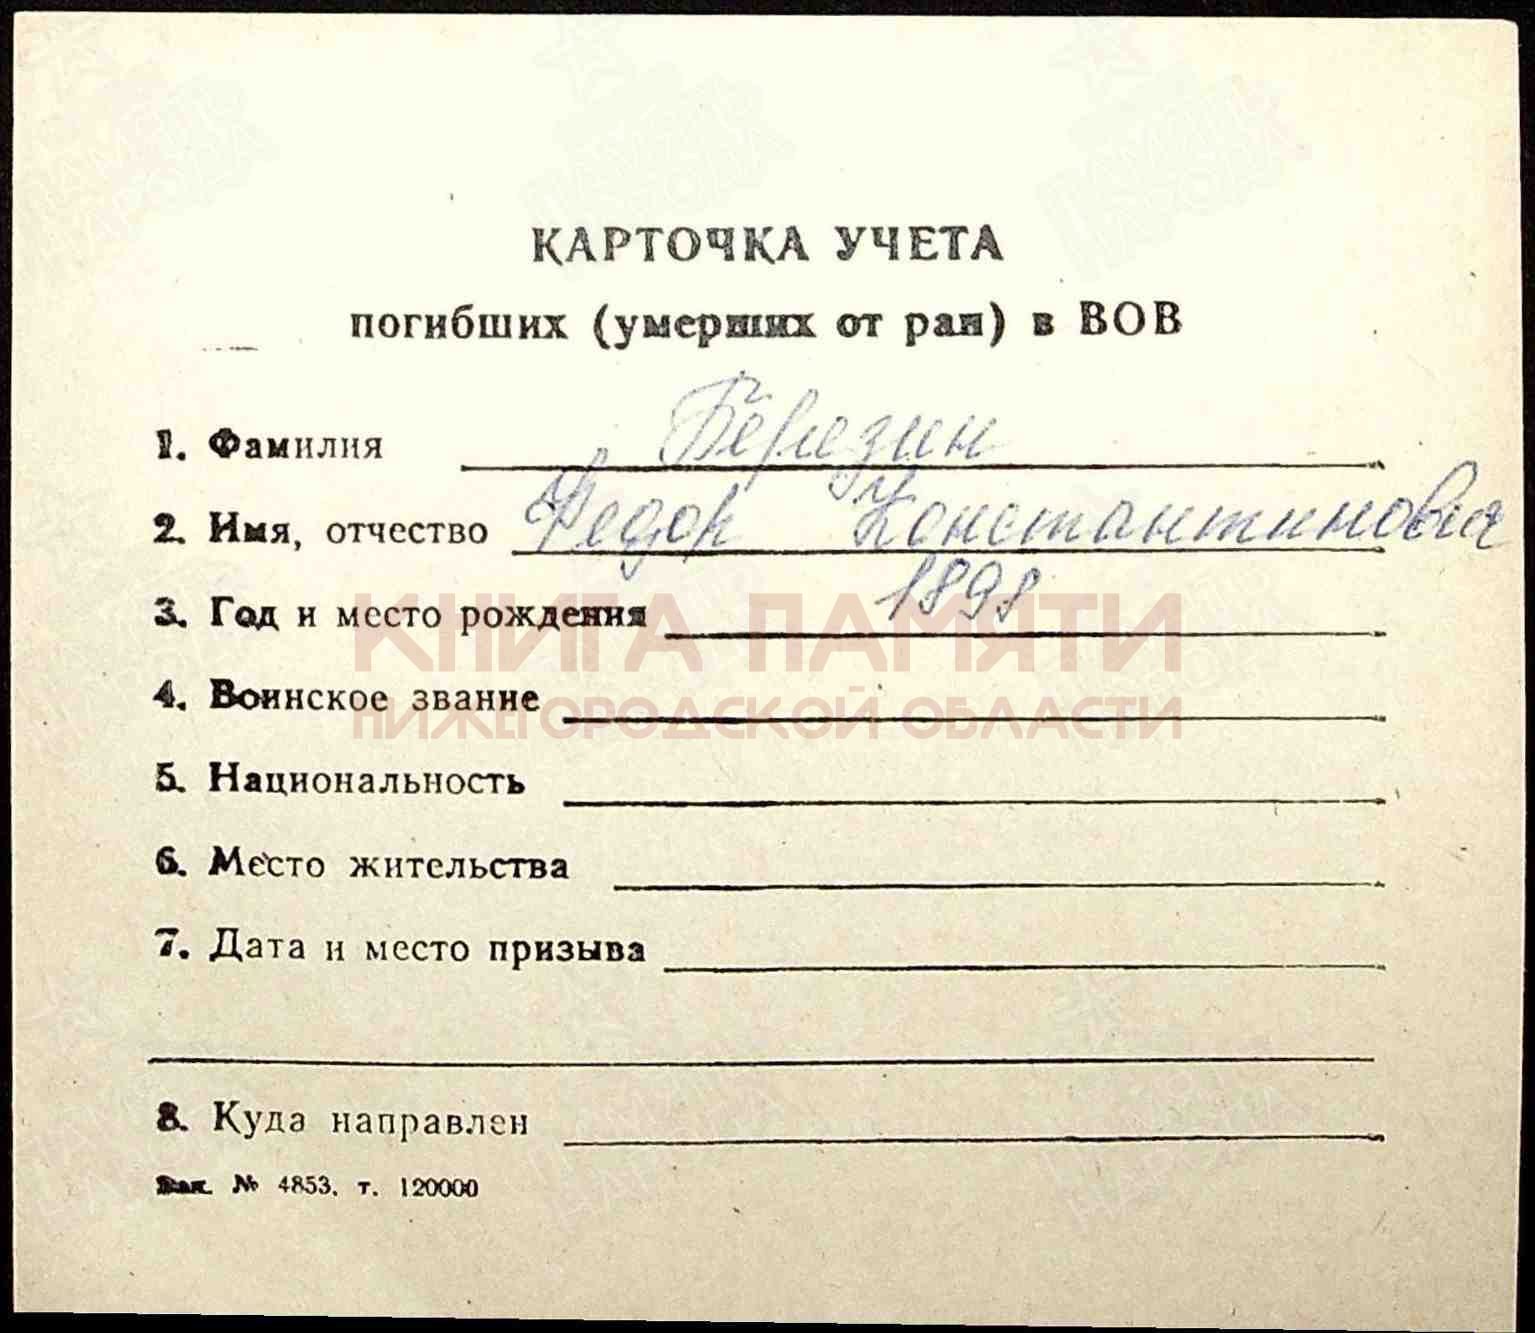 КАРТОЧКА УЧЕТА
погибших (умерших от ран) в ВОВ
1. Фамилия Березин
2. Имя, отчество Федор Константинович
3. Год и место рождения 1898
КНИГА ПАМЯТИ
4. Воинское звание
НИЖЕГОРОДСКОЙ ОБЛАСТИ
5. Национальность
6. Место жительства
7. Дата и место призыва
8. Куда направлен
Зак. № 4853. т. 120000